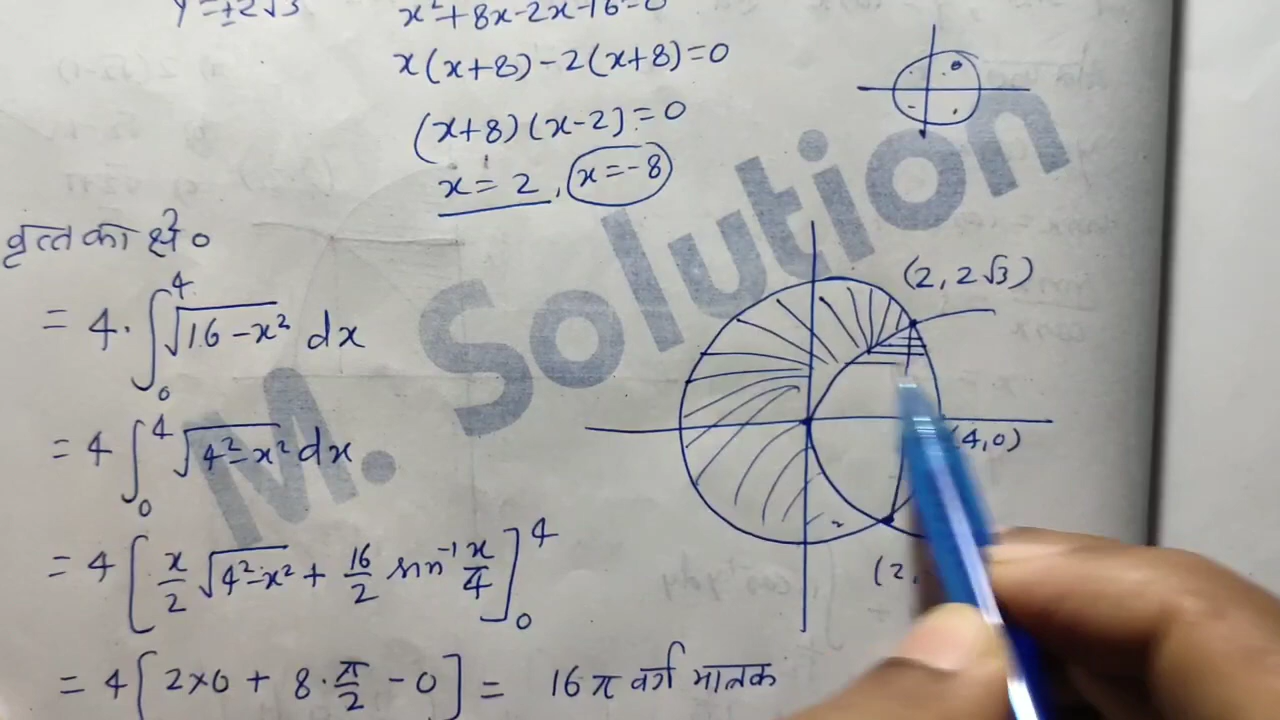 y = ±2√3
x²+8x-2x-16=0
x(x+8)-2(x+8)=0
(x+8)(x-2)=0
x = 2, x=-8
वृत्त का क्षे०
= 4. ∫₀⁴ √16-x² dx
= 4 ∫₀⁴ √4²-x² dx
= 4 [x/2 √4²-x² + 16/2 sin⁻¹ x/4]₀⁴
= 4[2×0 + 8.π/2 - 0] = 16π वर्ग मात्रक
(2, 2√3)
(4,0)
(2,
M. Solution